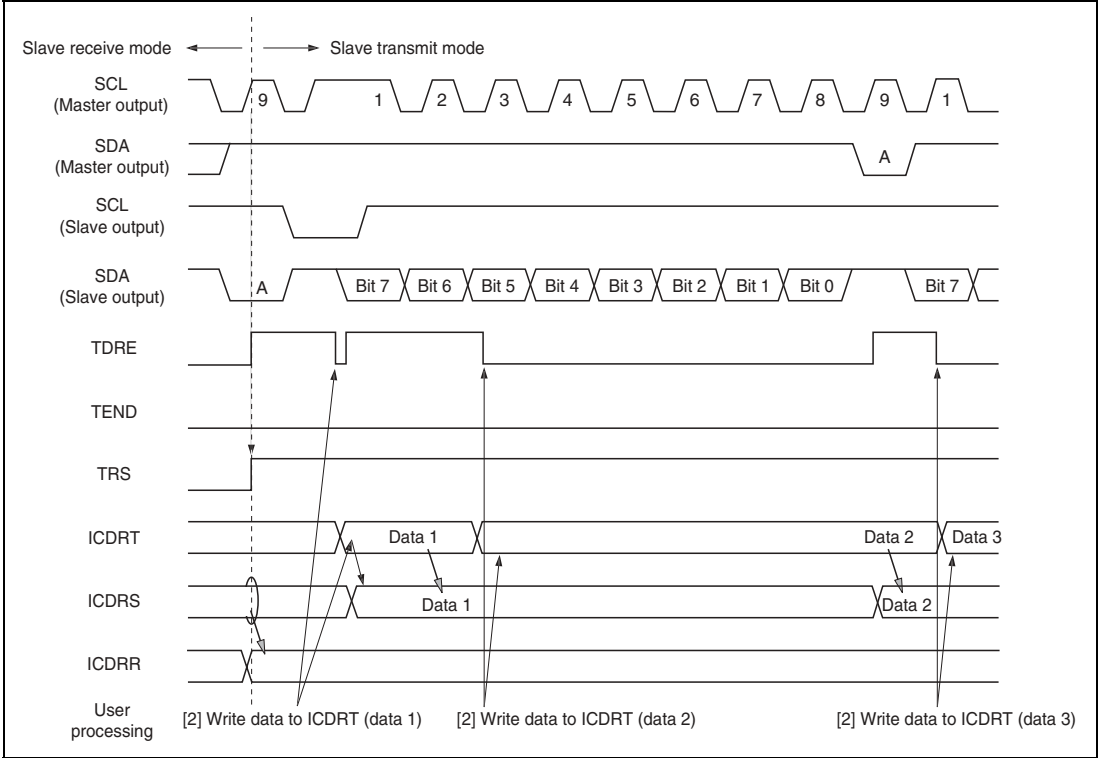 Slave receive mode
Slave transmit mode
SCL
(Master output)
9 1 2 3 4 5 6 7 8 9 1
SDA
(Master output)
A
SCL
(Slave output)
SDA
(Slave output)
A Bit 7 Bit 6 Bit 5 Bit 4 Bit 3 Bit 2 Bit 1 Bit 0 Bit 7
TDRE
TEND
TRS
ICDRT
Data 1 Data 2 Data 3
ICDRS
Data 1 Data 2
ICDRR
User
processing
[2] Write data to ICDRT (data 1) [2] Write data to ICDRT (data 2) [2] Write data to ICDRT (data 3)